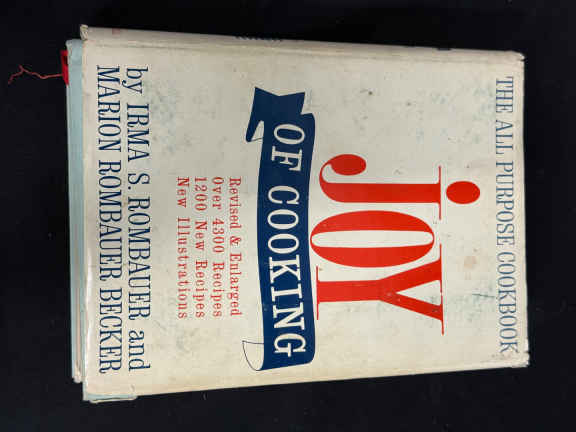 THE ALL PURPOSE COOKBOOK
joy
OF COOKING
Revised & Enlarged
Over 4300 Recipes
1200 New Recipes
New Illustrations
by IRMA S. ROMBAUER and
MARION ROMBAUER BECKER